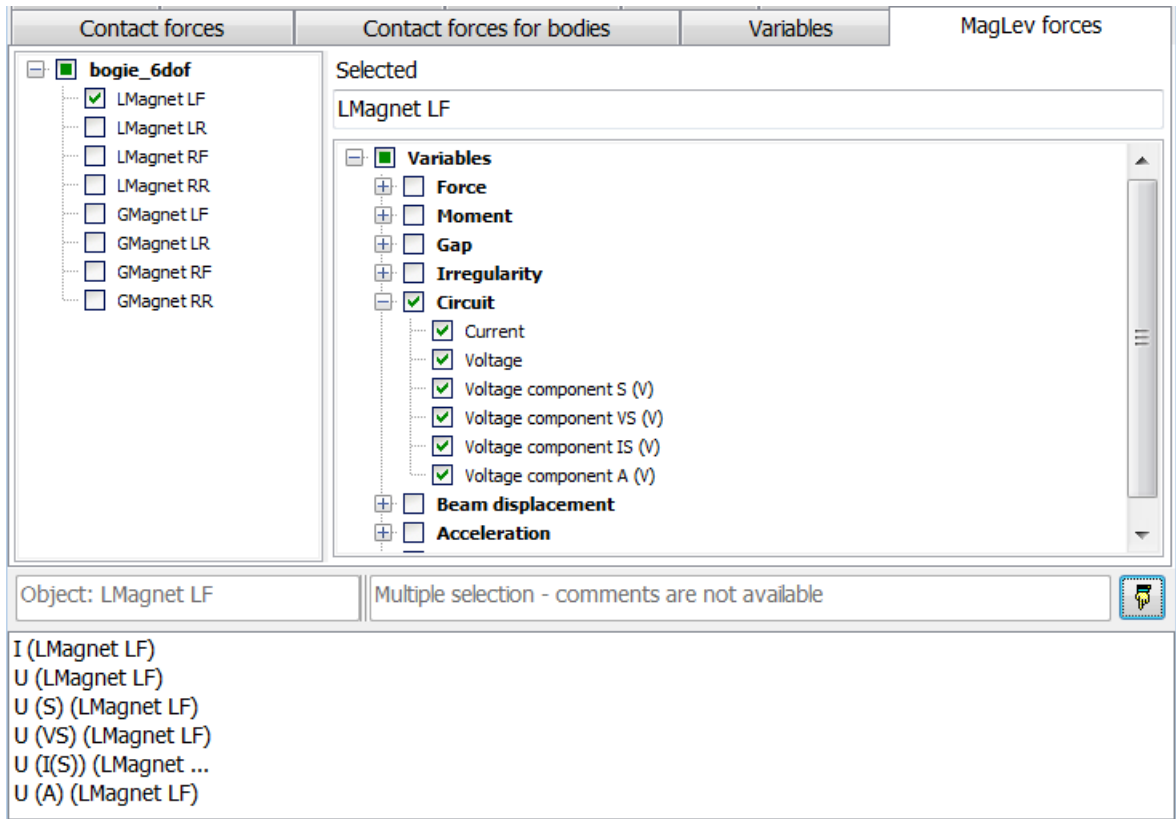 Contact forces
Contact forces for bodies
Variables
MagLev forces
bogie_6dof
LMagnet LF
LMagnet LR
LMagnet RF
LMagnet RR
GMagnet LF
GMagnet LR
GMagnet RF
GMagnet RR
Selected
LMagnet LF
Variables
Force
Moment
Gap
Irregularity
Circuit
Current
Voltage
Voltage component S (V)
Voltage component VS (V)
Voltage component IS (V)
Voltage component A (V)
Beam displacement
Acceleration
Object: LMagnet LF
Multiple selection - comments are not available
I (LMagnet LF)
U (LMagnet LF)
U (S) (LMagnet LF)
U (VS) (LMagnet LF)
U (I(S)) (LMagnet ...
U (A) (LMagnet LF)